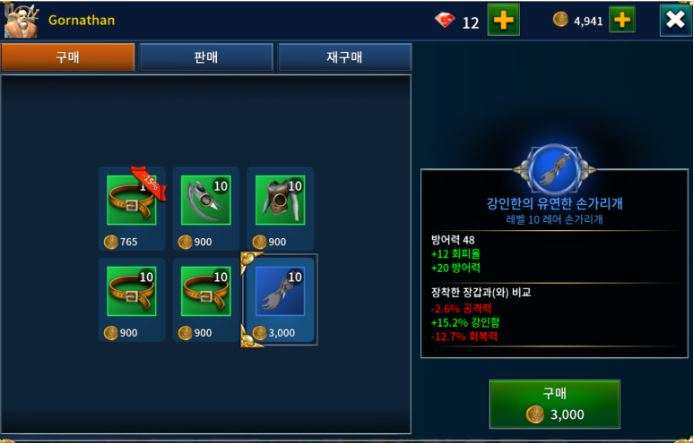 Gornathan
12
4,941
구매
판매
재구매
-15%
10
10
765
900
900
10
10
10
900
900
3,000
강인한의 유연한 손가리개
레벨 10 레어 손가리개
방어력 48
+12 회피율
+20 방어력
장착한 장갑과(와) 비교
-2.6% 공격력
+15.2% 강인함
-12.7% 회복력
구매
3,000